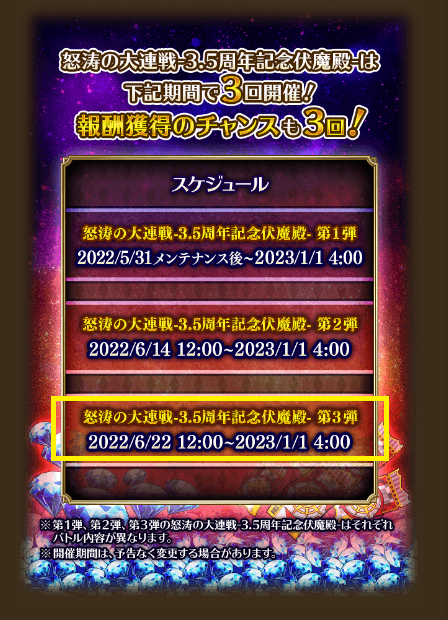 怒涛の大連戦-3.5周年記念伏魔殿-は
下記期間で3回開催!
報酬獲得のチャンスも3回!
スケジュール
怒涛の大連戦-3.5周年記念伏魔殿- 第1弾
2022/5/31メンテナンス後~2023/1/1 4:00
怒涛の大連戦-3.5周年記念伏魔殿- 第2弾
2022/6/14 12:00~2023/1/1 4:00
怒涛の大連戦-3.5周年記念伏魔殿- 第3弾
2022/6/22 12:00~2023/1/1 4:00
※第1弾、第2弾、第3弾の怒涛の大連戦-3.5周年記念伏魔殿-はそれぞれ
バトル内容が異なります。
※開催期間は、予告なく変更する場合があります。